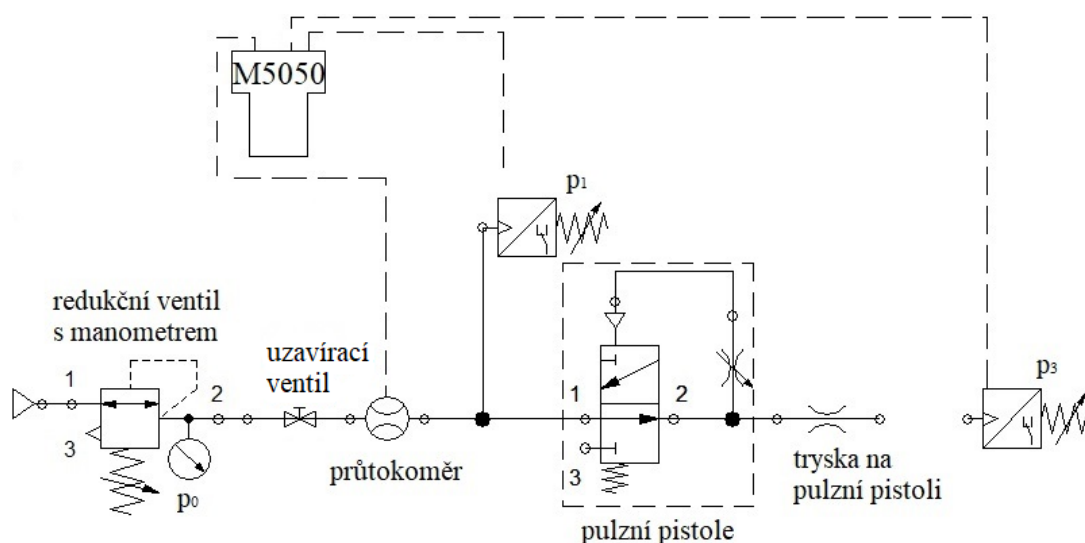 M5050
p1
redukční ventil
s manometrem
uzavírací
ventil
1
2
3
p0
průtokoměr
1
2
3
pulzní pistole
tryska na
pulzní pistoli
p3